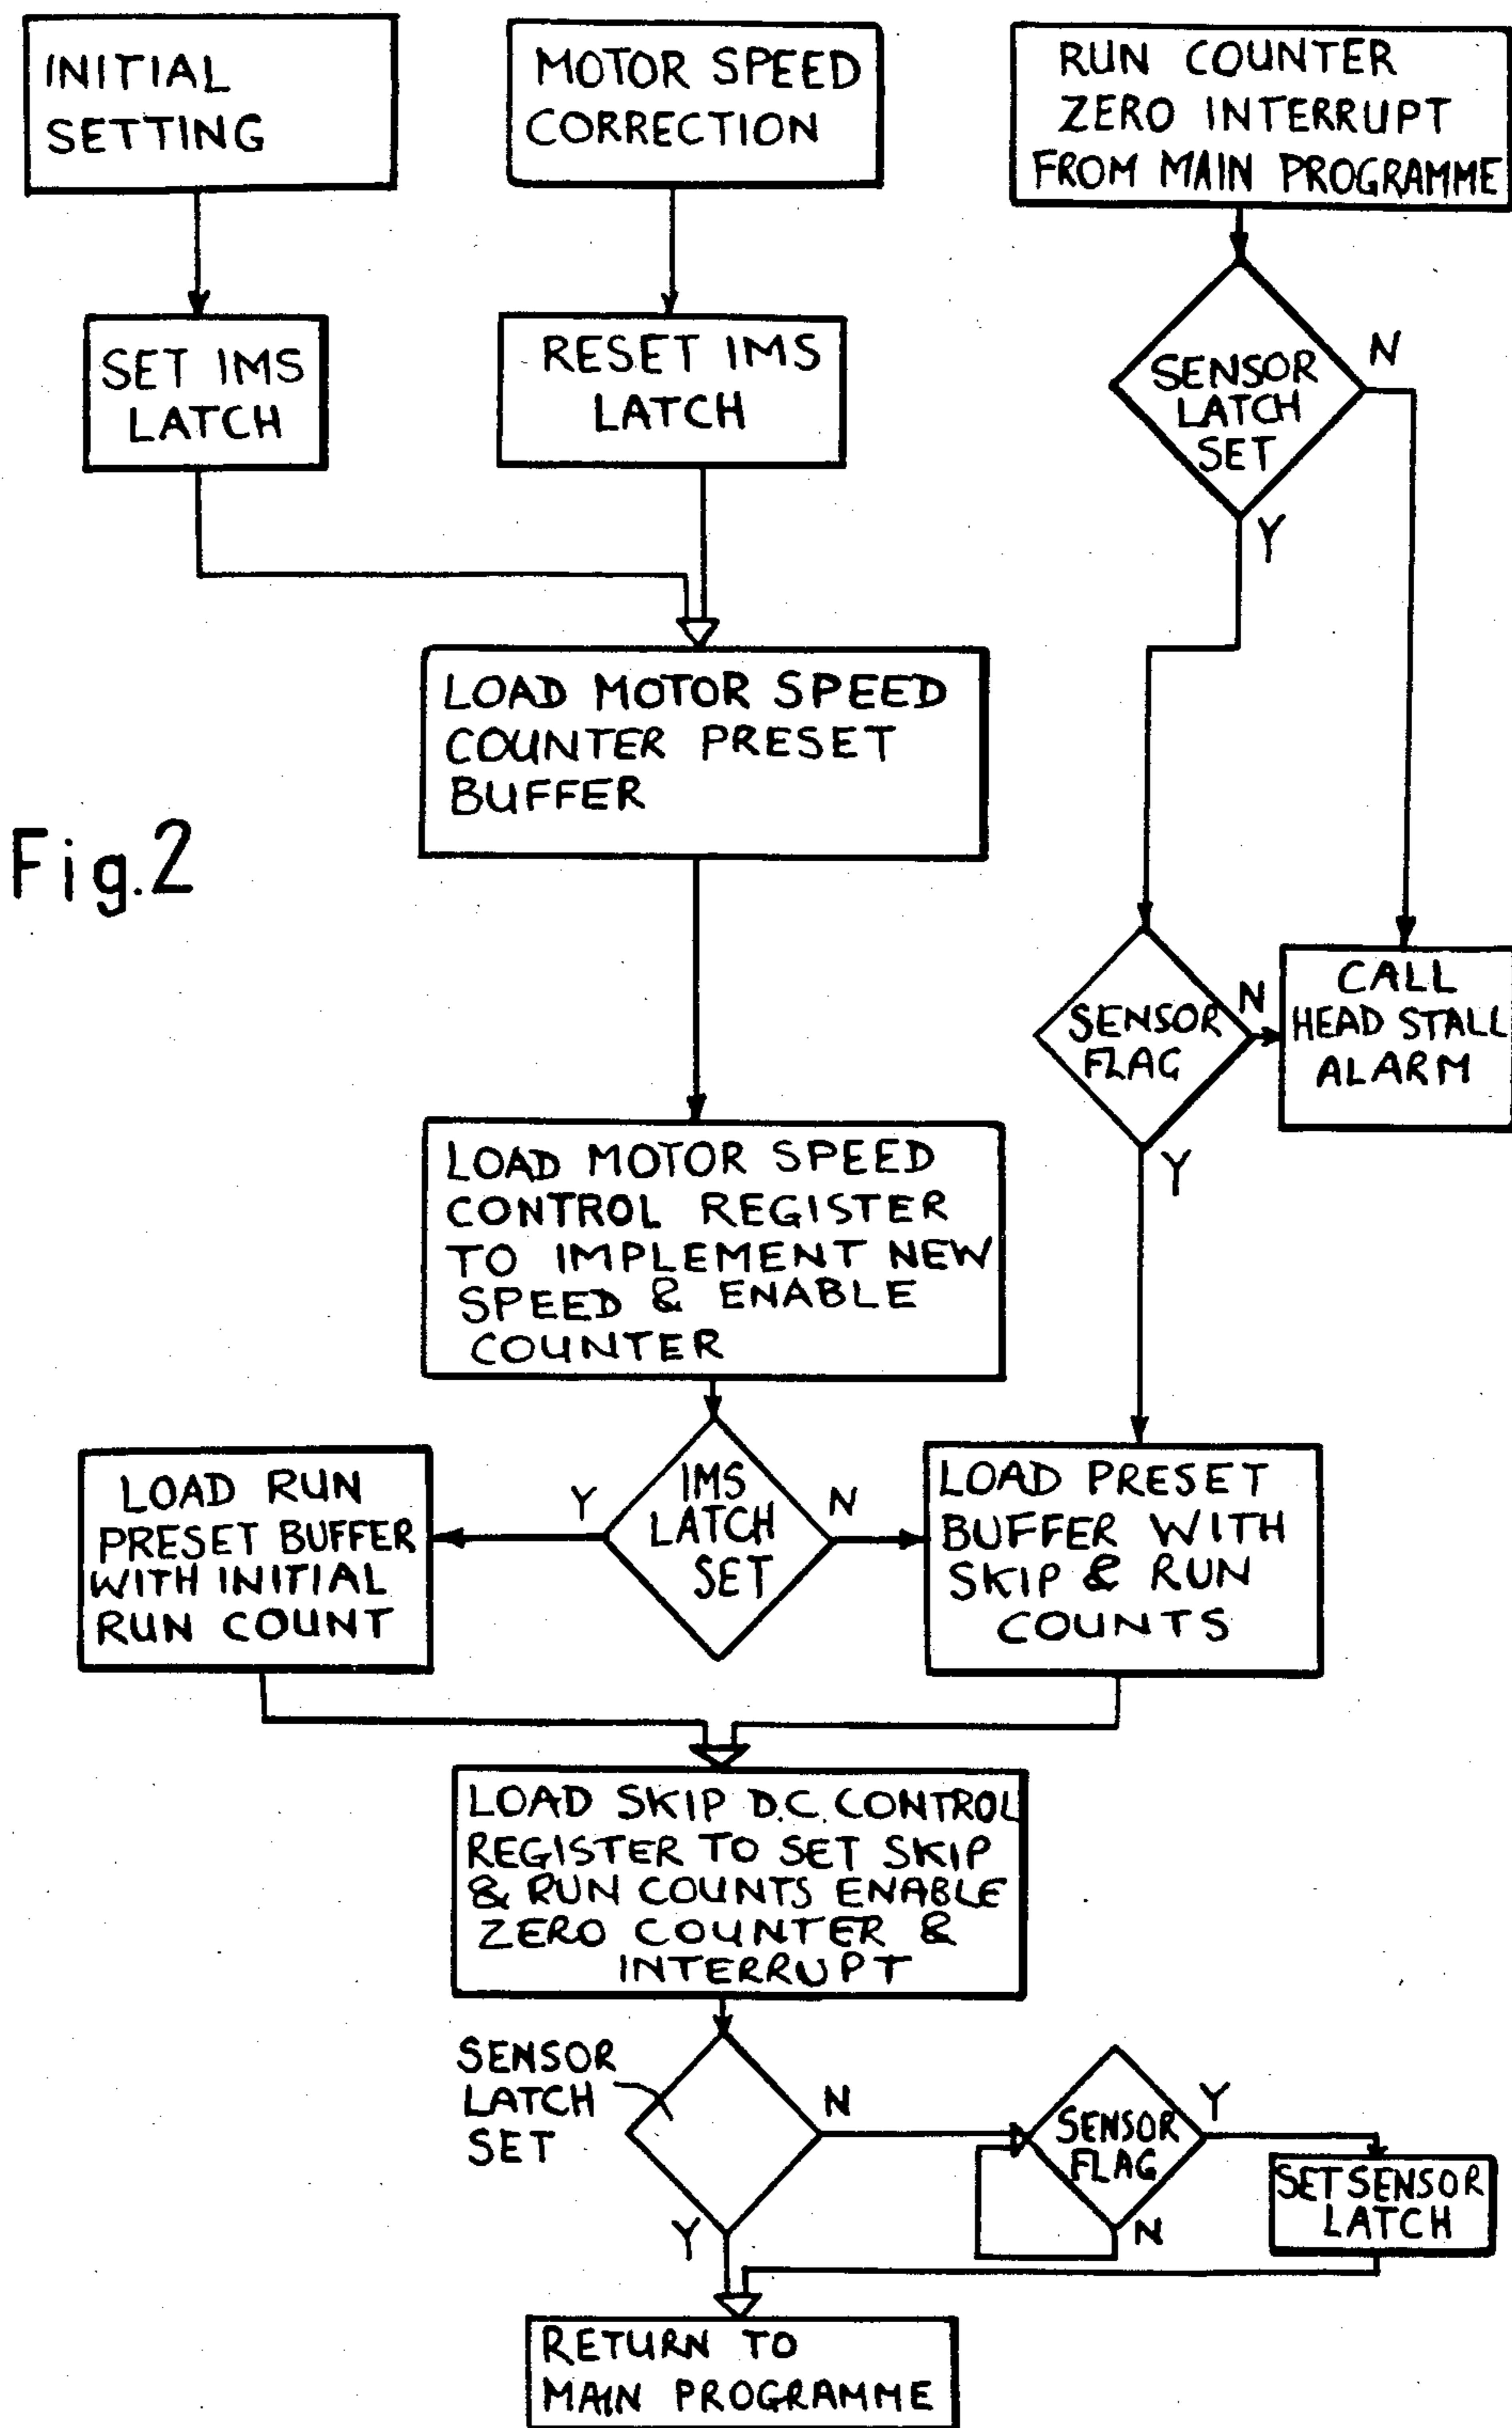 INITIAL
SETTING
MOTOR SPEED
CORRECTION
RUN COUNTER
ZERO INTERRUPT
FROM MAIN PROGRAMME
SET IMS
LATCH
RESET IMS
LATCH
SENSOR
LATCH
SET
N
Y
LOAD MOTOR SPEED
COUNTER PRESET
BUFFER
Fig.2
SENSOR
FLAG
N
Y
CALL
HEAD STALL
ALARM
LOAD MOTOR SPEED
CONTROL REGISTER
TO IMPLEMENT NEW
SPEED & ENABLE
COUNTER
LOAD RUN
PRESET BUFFER
WITH INITIAL
RUN COUNT
Y
IMS
LATCH
SET
N
LOAD PRESET
BUFFER WITH
SKIP & RUN
COUNTS
LOAD SKIP D.C. CONTROL
REGISTER TO SET SKIP
& RUN COUNTS ENABLE
ZERO COUNTER &
INTERRUPT
SENSOR
LATCH
SET
N
Y
SENSOR
FLAG
Y
N
SET SENSOR
LATCH
RETURN TO
MAIN PROGRAMME